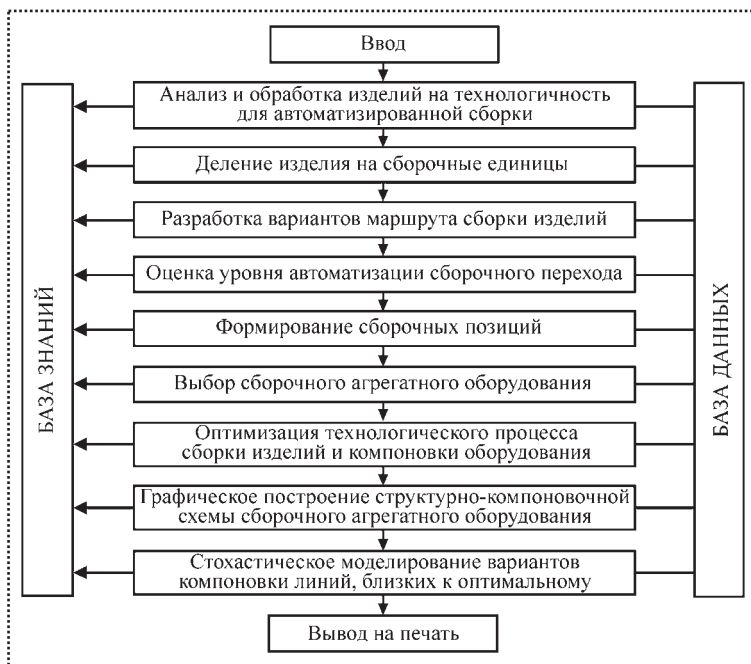 Ввод
Анализ и обработка изделий на технологичность
для автоматизированной сборки
Деление изделия на сборочные единицы
Разработка вариантов маршрута сборки изделий
Оценка уровня автоматизации сборочного перехода
Формирование сборочных позиций
Выбор сборочного агрегатного оборудования
Оптимизация технологического процесса
сборки изделий и компоновки оборудования
Графическое построение структурно-компоновочной
схемы сборочного агрегатного оборудования
Стохастическое моделирование вариантов
компоновки линий, близких к оптимальному
Вывод на печать
БАЗА ЗНАНИЙ
БАЗА ДАННЫХ